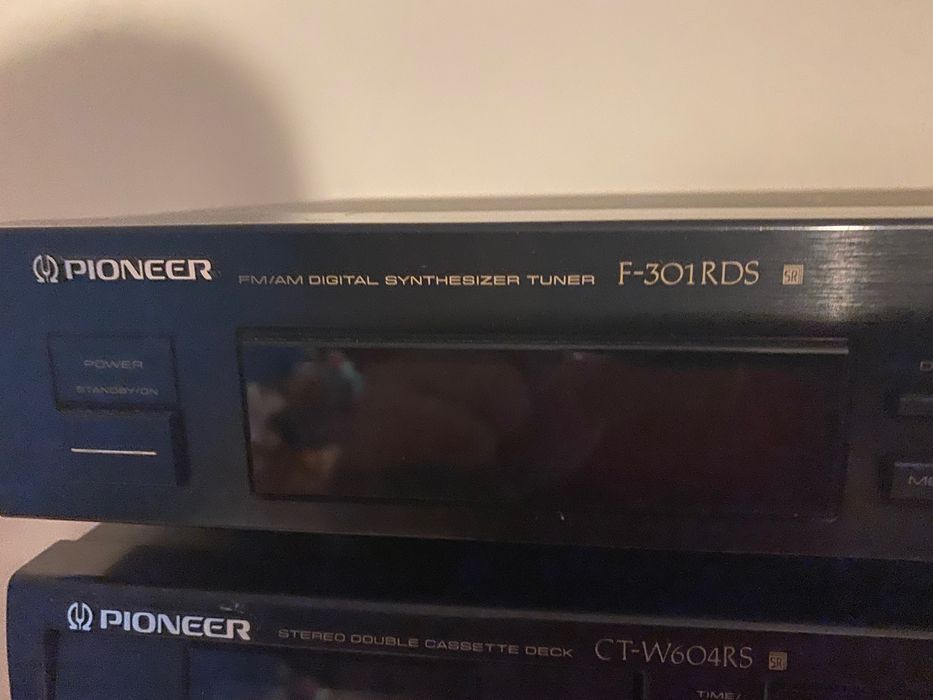 PIONEER FM/AM DIGITAL SYNTHESIZER TUNER F-301RDS SR
POWER
STANDBY/ON
PIONEER STEREO DOUBLE CASSETTE DECK CT-W604RS SR
TIME/